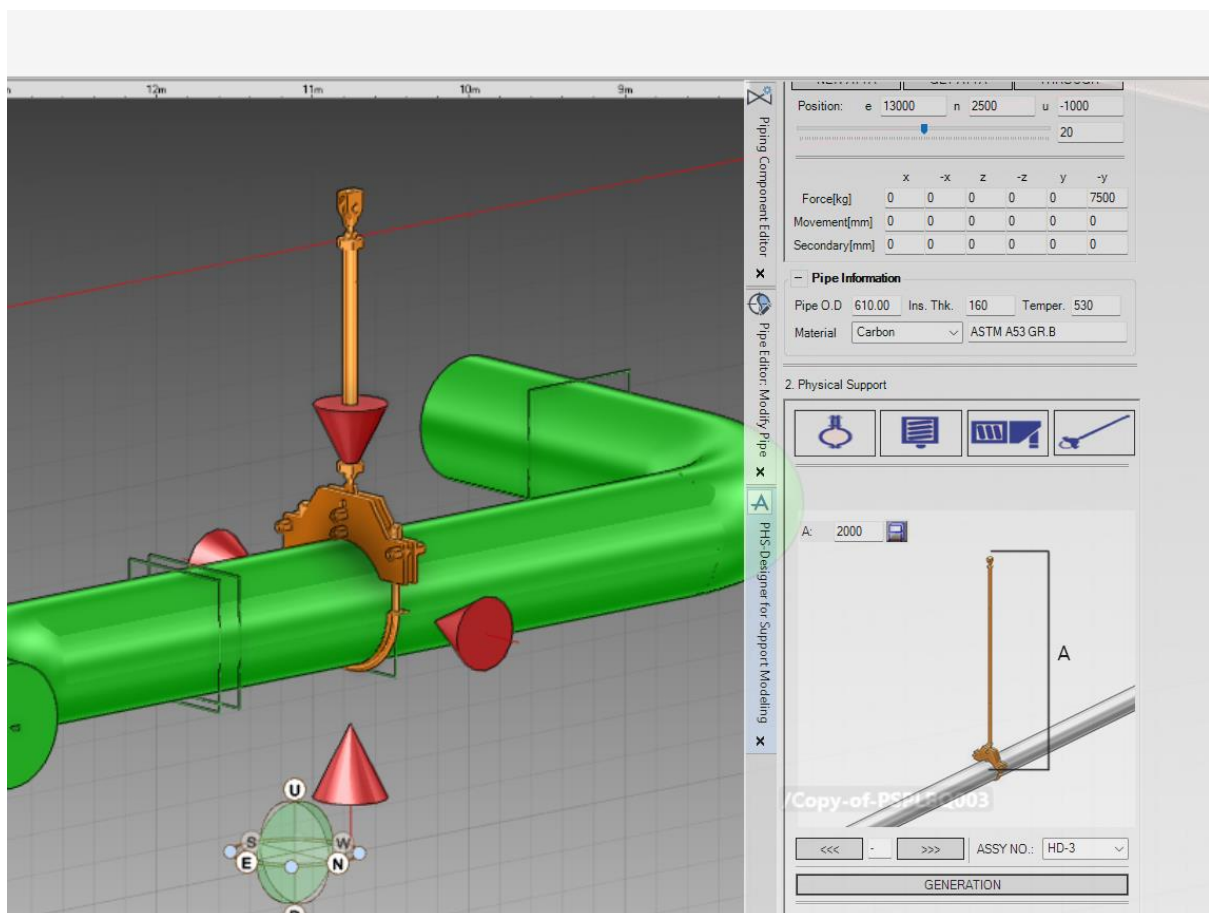 12m 11m 10m 9m
Position: e 13000 n 2500 u -1000
20
x -x z -z y -y
Force[kg] 0 0 0 0 0 7500
Movement[mm] 0 0 0 0 0 0
Secondary[mm] 0 0 0 0 0 0
− Pipe Information
Pipe O.D 610.00 Ins. Thk. 160 Temper. 530
Material Carbon ASTM A53 GR.B
2. Physical Support
A: 2000
A
<<< - >>> ASSY NO.: HD-3
GENERATION
Piping Component Editor
Pipe Editor: Modify Pipe
PHS-Designer for Support Modeling
U
S W
E N